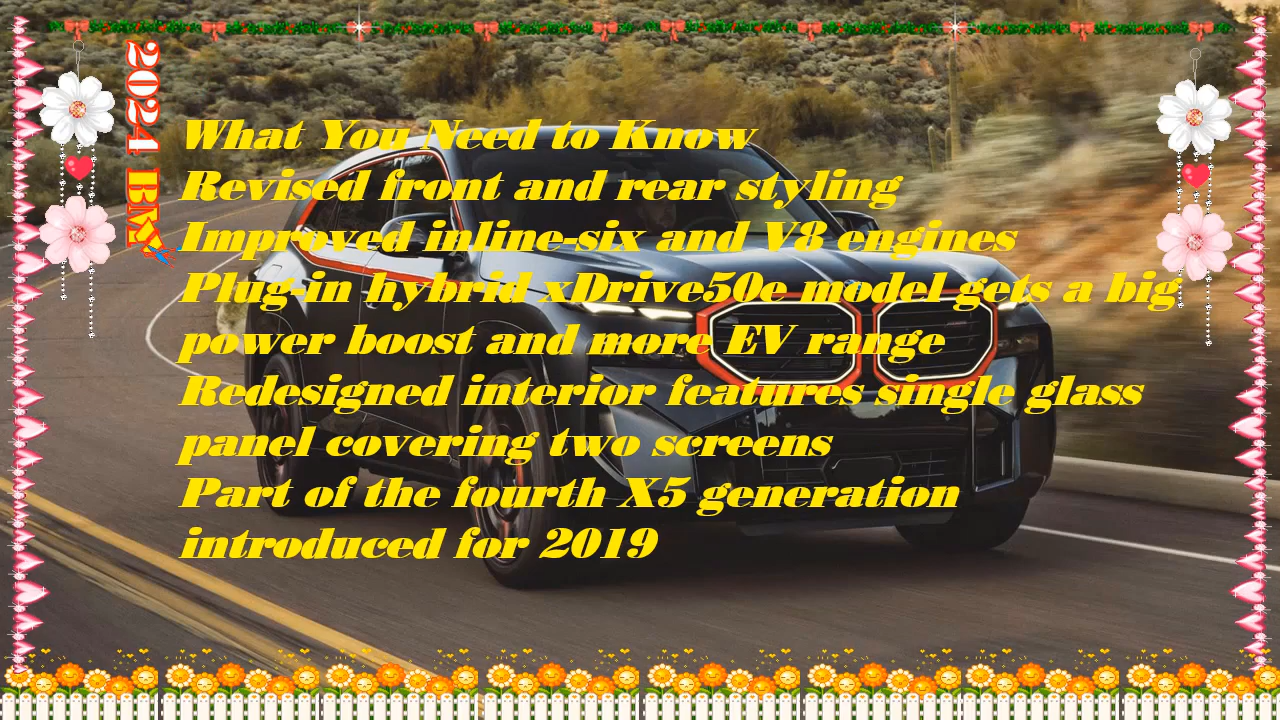 2024 BM
What You Need to Know
Revised front and rear styling
Improved inline-six and V8 engines
Plug-in hybrid xDrive50e model gets a big
power boost and more EV range
Redesigned interior features single glass
panel covering two screens
Part of the fourth X5 generation
introduced for 2019